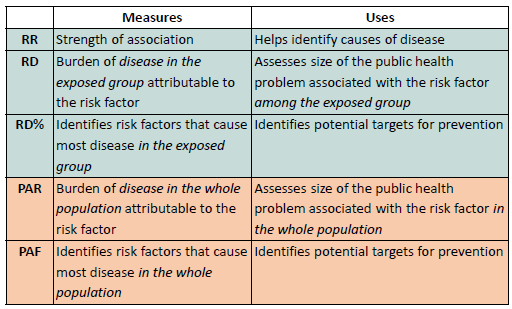 Measures Uses
RR Strength of association Helps identify causes of disease
RD Burden of disease in the Assesses size of the public health
exposed group attributable to problem associated with the risk factor
the risk factor among the exposed group
RD% Identifies risk factors that cause Identifies potential targets for prevention
most disease in the exposed
group
PAR Burden of disease in the whole Assesses size of the public health
population attributable to the problem associated with the risk factor in
risk factor the whole population
PAF Identifies risk factors that cause Identifies potential targets for prevention
most disease in the whole
population